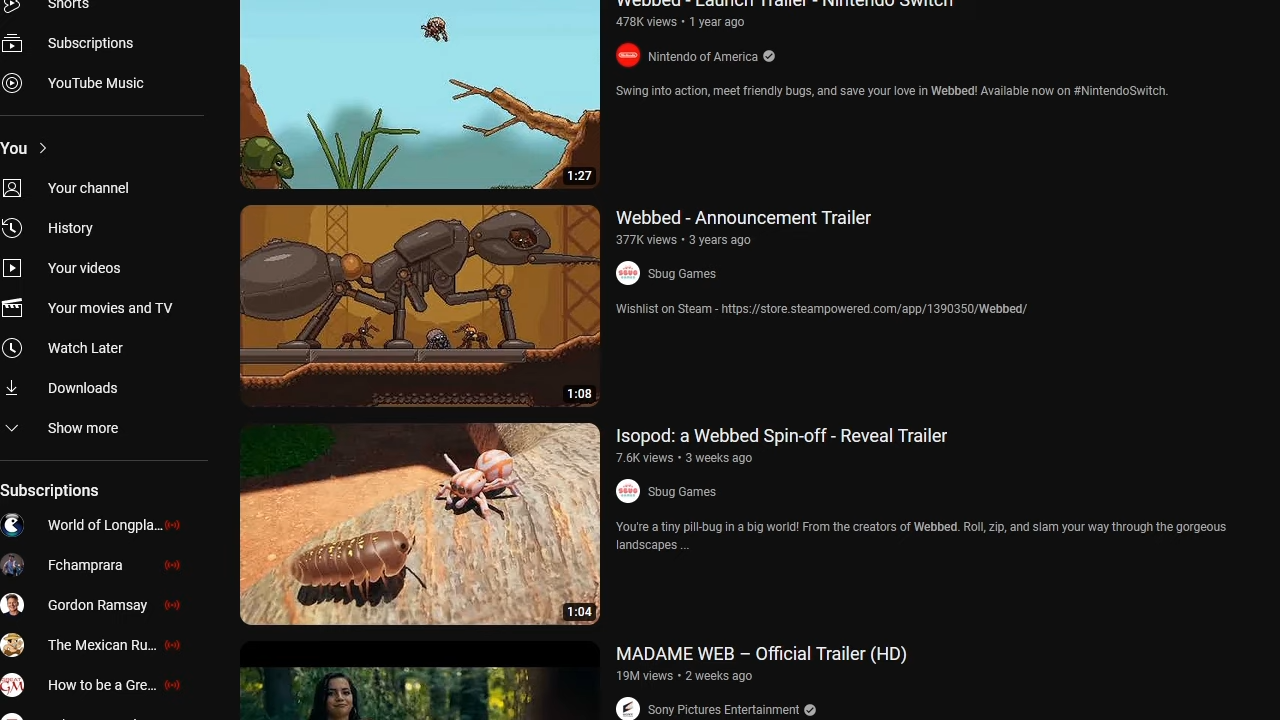 Shorts
Subscriptions
YouTube Music
You
Your channel
History
Your videos
Your movies and TV
Watch Later
Downloads
Show more
Subscriptions
World of Longpla...
Fchamprara
Gordon Ramsay
The Mexican Ru...
How to be a Gre...
Webbed - Launch Trailer - Nintendo Switch
478K views • 1 year ago
Nintendo of America
Swing into action, meet friendly bugs, and save your love in Webbed! Available now on #NintendoSwitch.
1:27
Webbed - Announcement Trailer
377K views • 3 years ago
Sbug Games
Wishlist on Steam - https://store.steampowered.com/app/1390350/Webbed/
1:08
Isopod: a Webbed Spin-off - Reveal Trailer
7.6K views • 3 weeks ago
Sbug Games
You're a tiny pill-bug in a big world! From the creators of Webbed. Roll, zip, and slam your way through the gorgeous
landscapes ...
1:04
MADAME WEB – Official Trailer (HD)
19M views • 2 weeks ago
Sony Pictures Entertainment